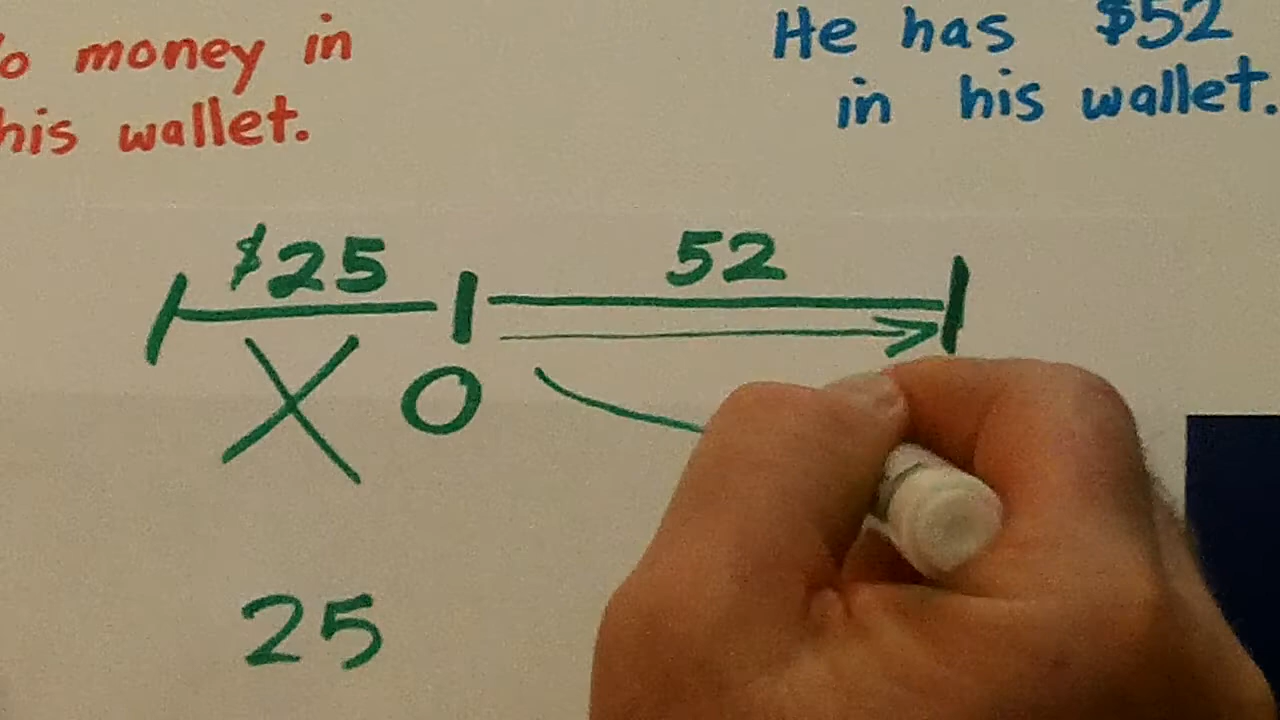 money in
his wallet.
He has $52
in his wallet.
$25
52
X
0
25